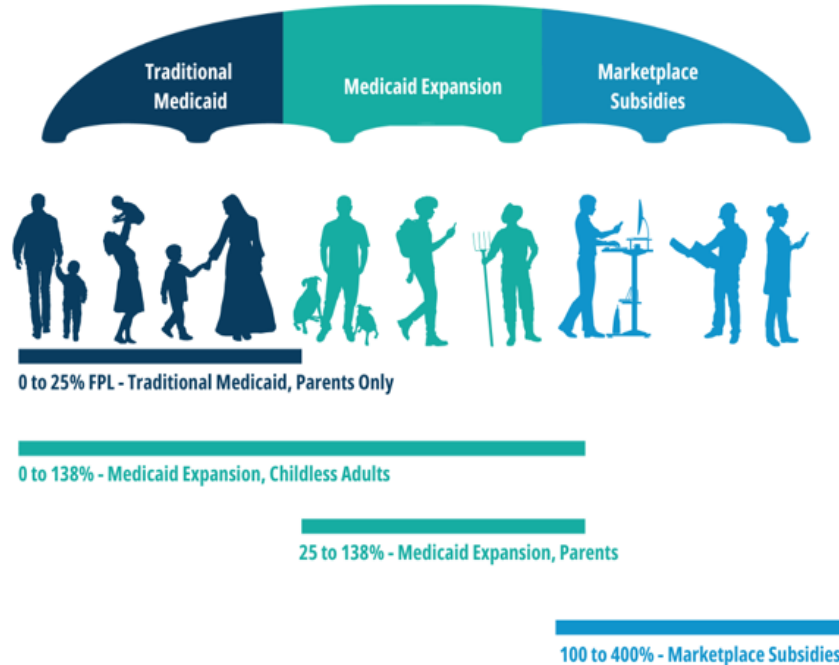 Traditional
Medicaid
Medicaid Expansion
Marketplace
Subsidies
0 to 25% FPL - Traditional Medicaid, Parents Only
0 to 138% - Medicaid Expansion, Childless Adults
25 to 138% - Medicaid Expansion, Parents
100 to 400% - Marketplace Subsidies